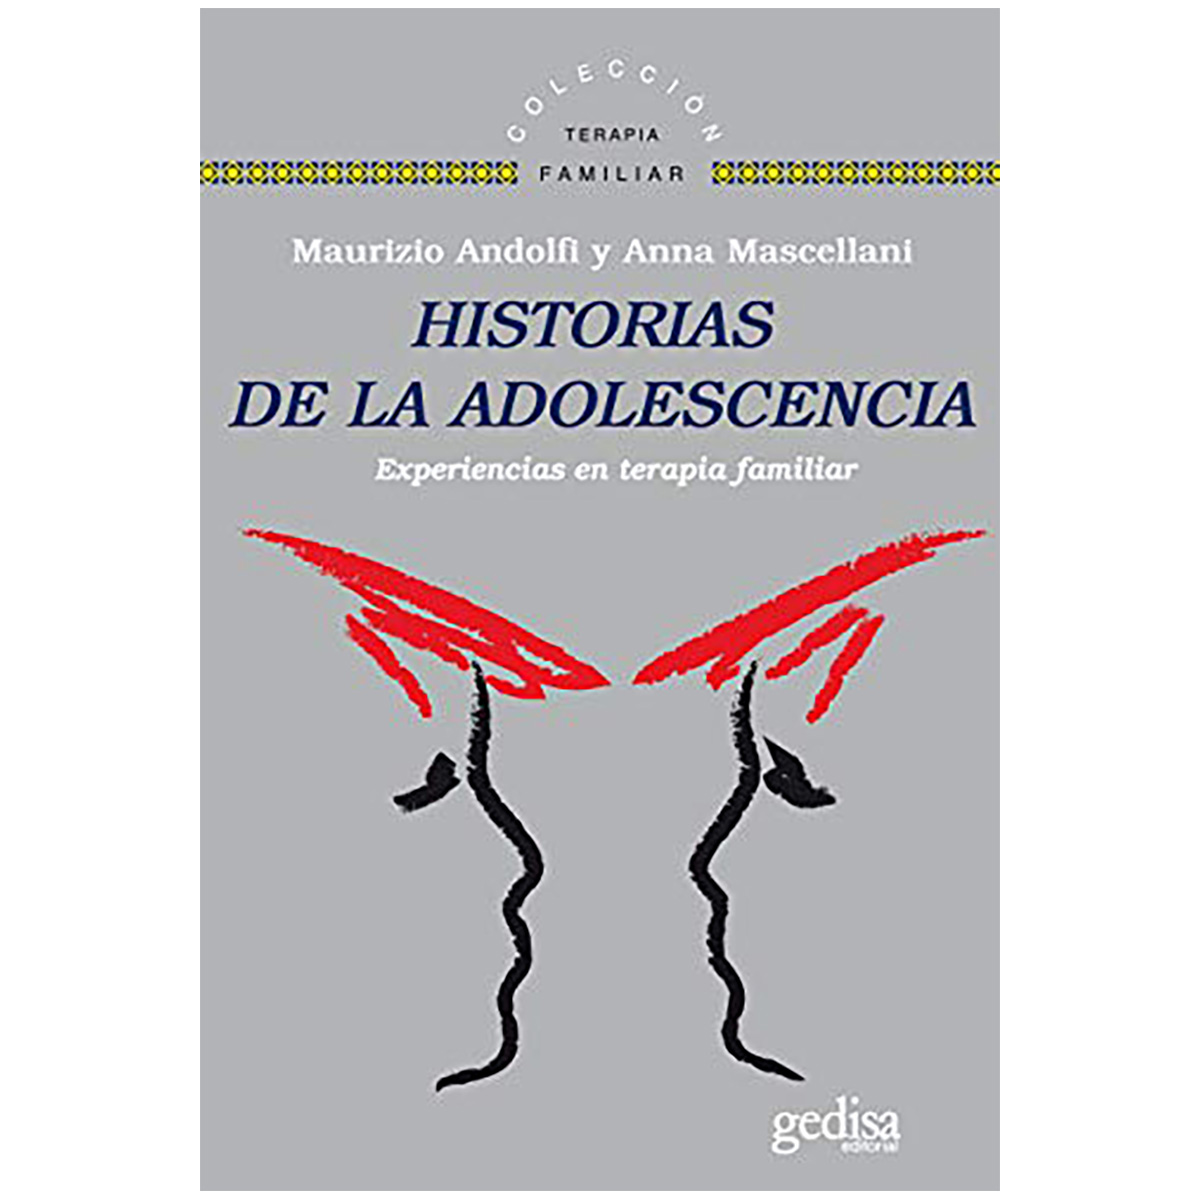 COLECCIÓN
TERAPIA
FAMILIAR
Maurizio Andolfi y Anna Mascellani
HISTORIAS
DE LA ADOLESCENCIA
Experiencias en terapia familiar
gedisa
editorial